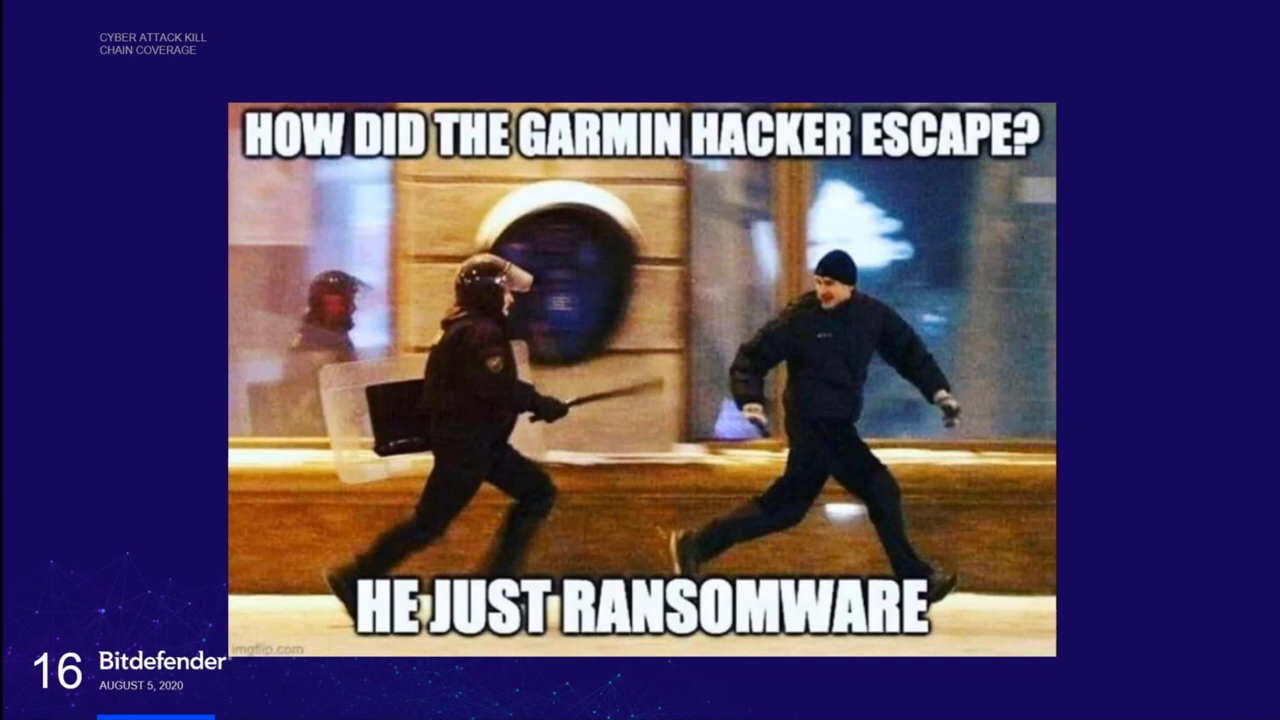 CYBER ATTACK KILL
CHAIN COVERAGE
HOW DID THE GARMIN HACKER ESCAPE?
HE JUST RANSOMWARE
imgflip.com
16
Bitdefender
AUGUST 5, 2020